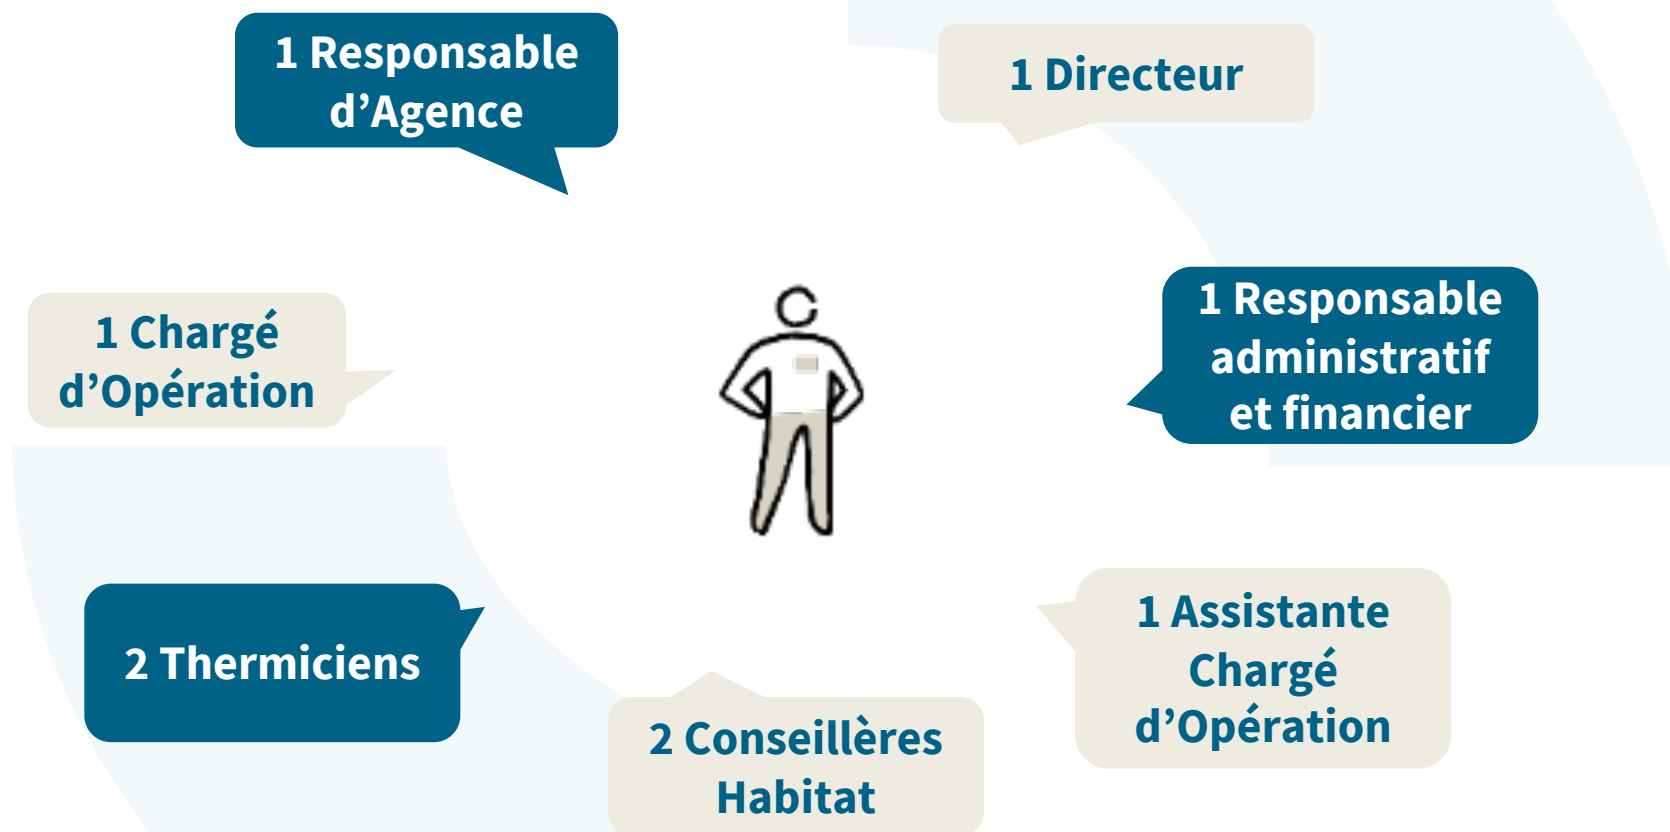 1 Responsable
d’Agence
1 Directeur
1 Chargé
d’Opération
1 Responsable
administratif
et financier
2 Thermiciens
1 Assistante
Chargé
d’Opération
2 Conseillères
Habitat